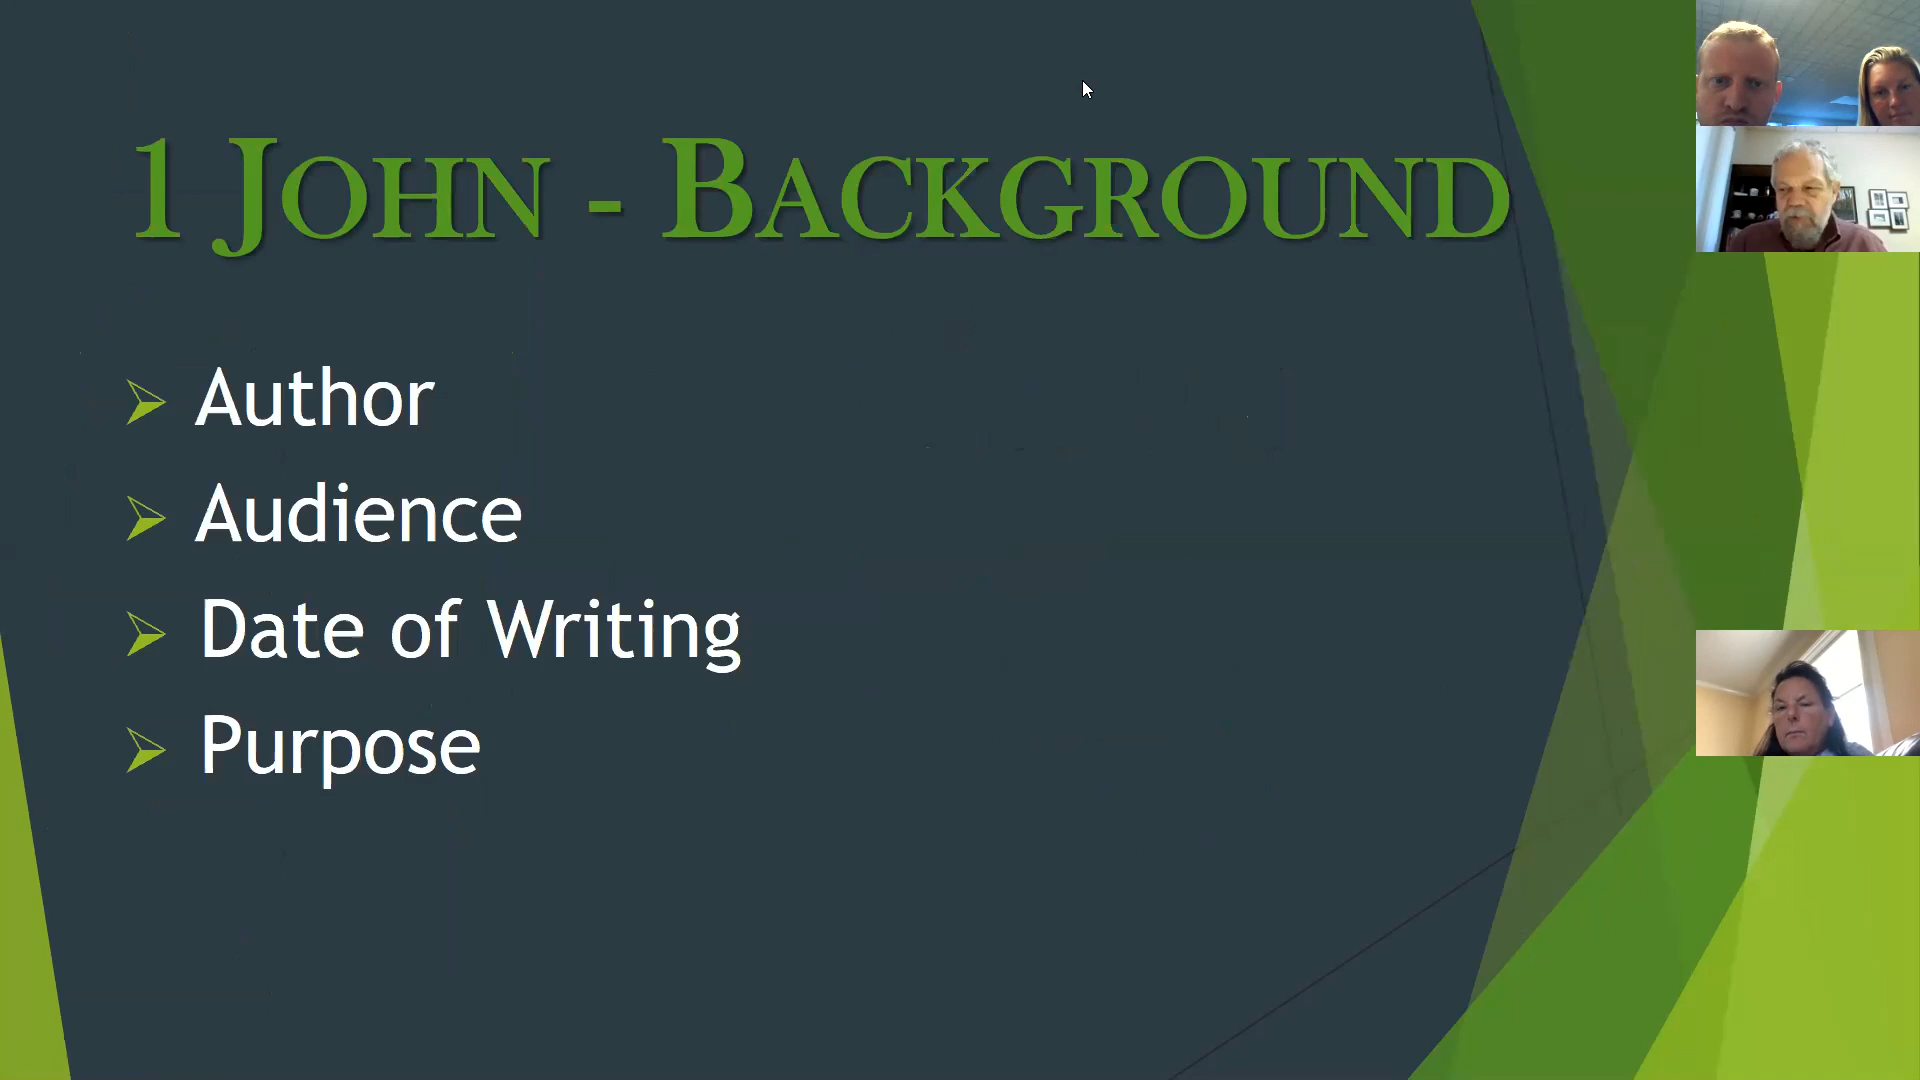 1 John - Background
Author
Audience
Date of Writing
Purpose